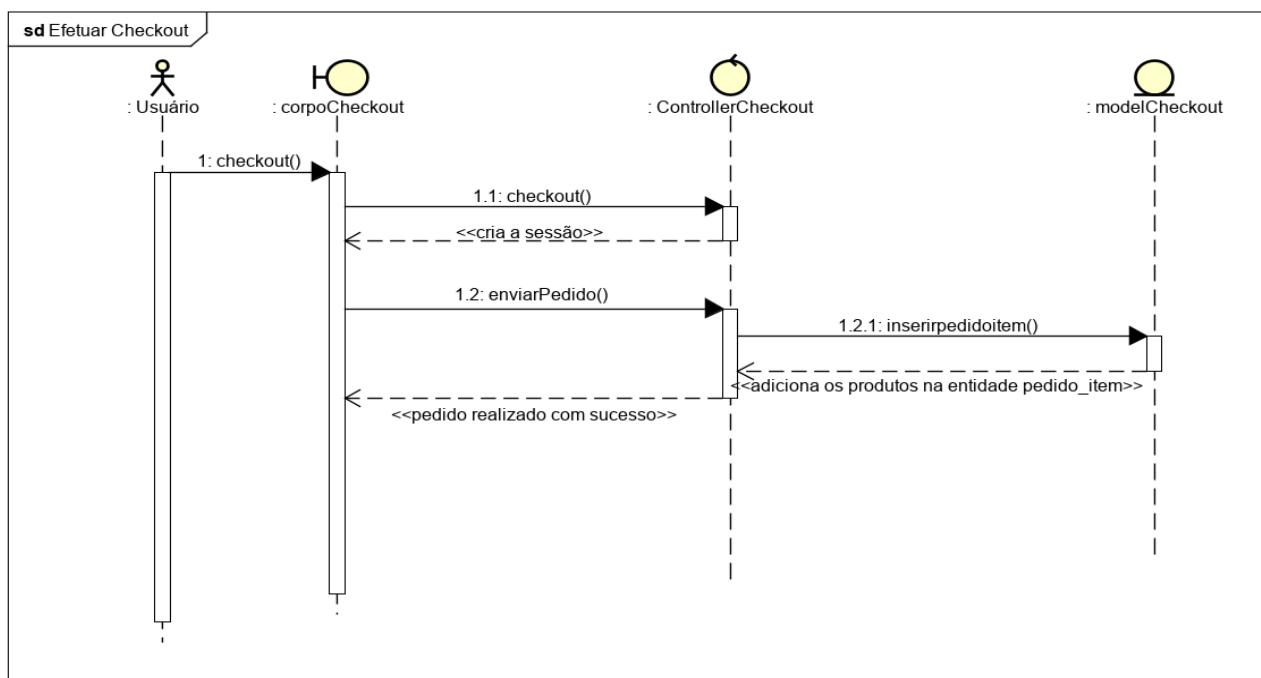 sd Efetuar Checkout
: Usuário
: corpoCheckout
: ControllerCheckout
: modelCheckout
1: checkout()
1.1: checkout()
<<cria a sessão>>
1.2: enviarPedido()
1.2.1: inserirpedidoitem()
<<adiciona os produtos na entidade pedido_item>>
<<pedido realizado com sucesso>>